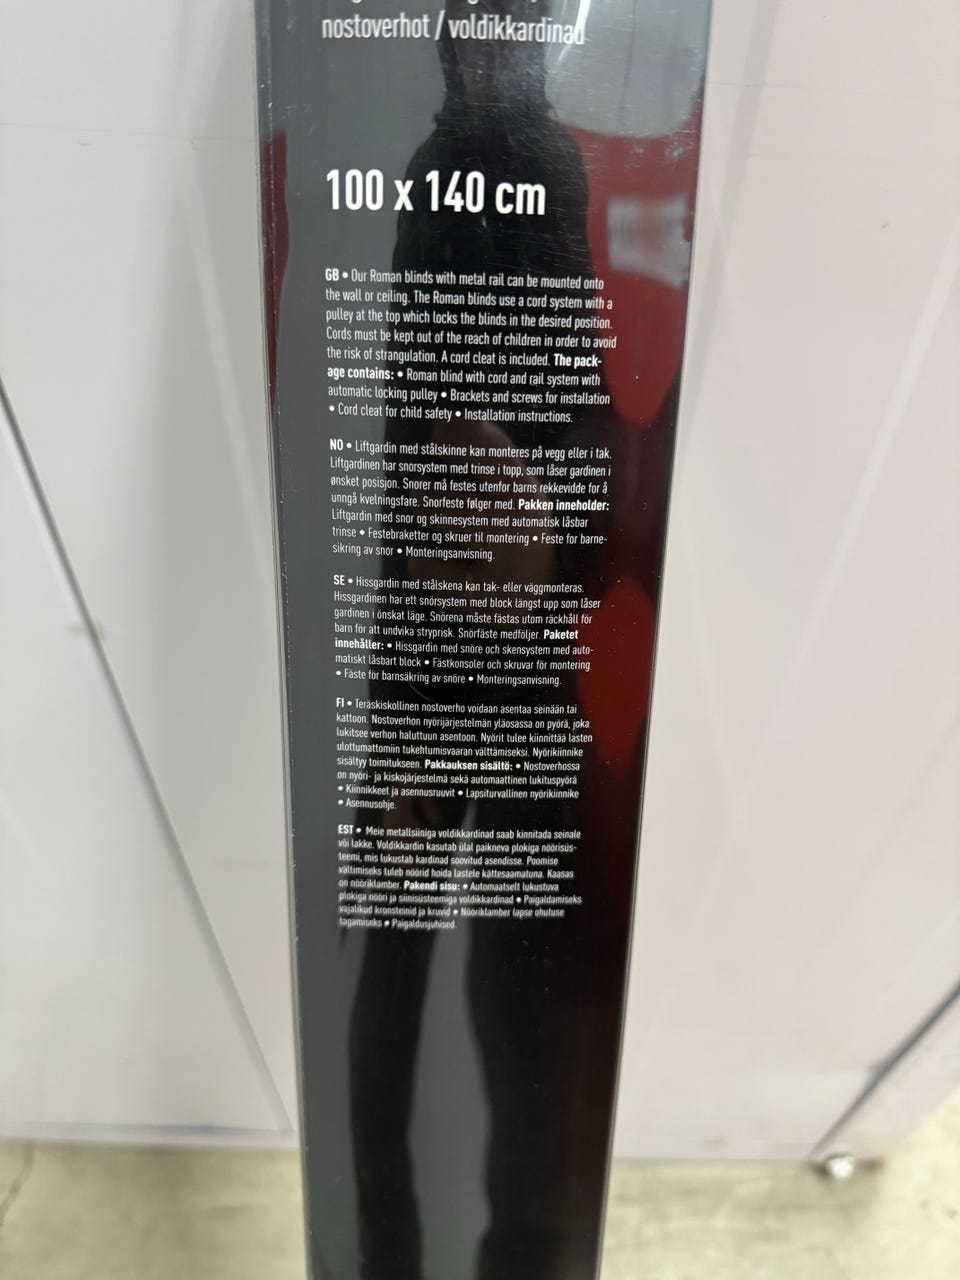 nostoverhot / voldikkardinad
100 x 140 cm
GB • Our Roman blinds with metal rail can be mounted onto
the wall or ceiling. The Roman blinds use a cord system with a
pulley at the top which locks the blinds in the desired position.
Cords must be kept out of the reach of children in order to avoid
the risk of strangulation. A cord cleat is included. The pack-
age contains: • Roman blind with cord and rail system with
automatic locking pulley • Brackets and screws for installation
• Cord cleat for child safety • Installation instructions.
NO • Liftgardin med stålskinne kan monteres på vegg eller i tak.
Liftgardinen har snorsystem med trinse i topp, som låser gardinen i
ønsket posisjon. Snorer må festes utenfor barns rekkevidde for å
unngå kvelningsfare. Snorfeste følger med. Pakken inneholder:
Liftgardin med snor og skinnesystem med automatisk låsbar
trinse • Festebraketter og skruer til montering • Feste for barne-
sikring av snor • Monteringsanvisning.
SE • Hissgardin med stålskena kan tak- eller väggmonteras.
Hissgardinen har ett snörsystem med block längst upp som låser
gardinen i önskat läge. Snörena måste fästas utom räckhåll för
barn för att undvika stryprisk. Snörfäste medföljer. Paketet
innehåller: • Hissgardin med snöre och skensystem med auto-
matiskt låsbart block • Fästkonsoler och skruvar för montering
• Fäste för barnsäkring av snöre • Monteringsanvisning.
FI • Teräskiskollinen nostoverho voidaan asentaa seinään tai
kattoon. Nostoverhon nyörijärjestelmän yläosassa on pyörä, joka
lukitsee verhon haluttuun asentoon. Nyörit tulee kiinnittää lasten
ulottumattomiin tukehtumisvaaran välttämiseksi. Nyörikiinnike
sisältyy toimitukseen. Pakkauksen sisältö: • Nostoverhossa
on nyöri- ja kiskojärjestelmä sekä automaattinen lukituspyörä
• Kiinnikkeet ja asennusruuvit • Lapsiturvallinen nyörikiinnike
• Asennusohje.
EST • Meie metallsiiniga voldikkardinad saab kinnitada seinale
või lakke. Voldikkardin kasutab ülal paikneva plokiga nöörisüs-
teemi, mis lukustab kardinad soovitud asendisse. Poomise
vältimiseks tuleb nöörid hoida lastele kättesaamatuna. Kaasas
on nööriklamber. Pakendi sisu: • Automaatselt lukustuva
plokiga nööri ja siinisüsteemiga voldikkardinad • Paigaldamiseks
vajalikud kronsteinid ja kruvid • Nööriklamber lapse ohutuse
tagamiseks • Paigaldusjuhised.